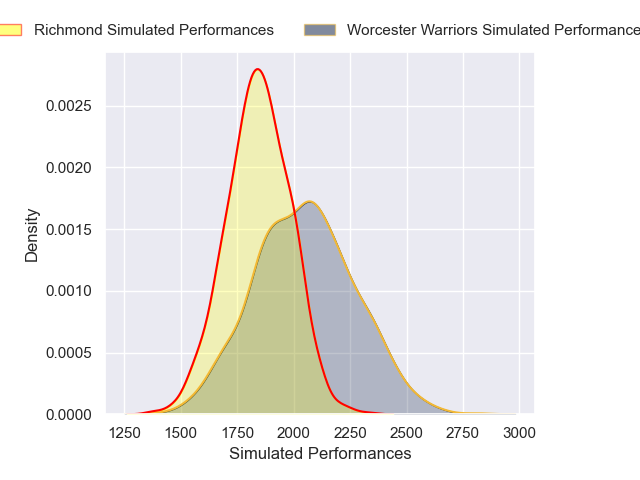 Richmond Simulated Performances
Worcester Warriors Simulated Performance
0.0025
0.0020
0.0015
0.0010
0.0005
0.0000
Density
1250 1500 1750 2000 2250 2500 2750 3000
Simulated Performances